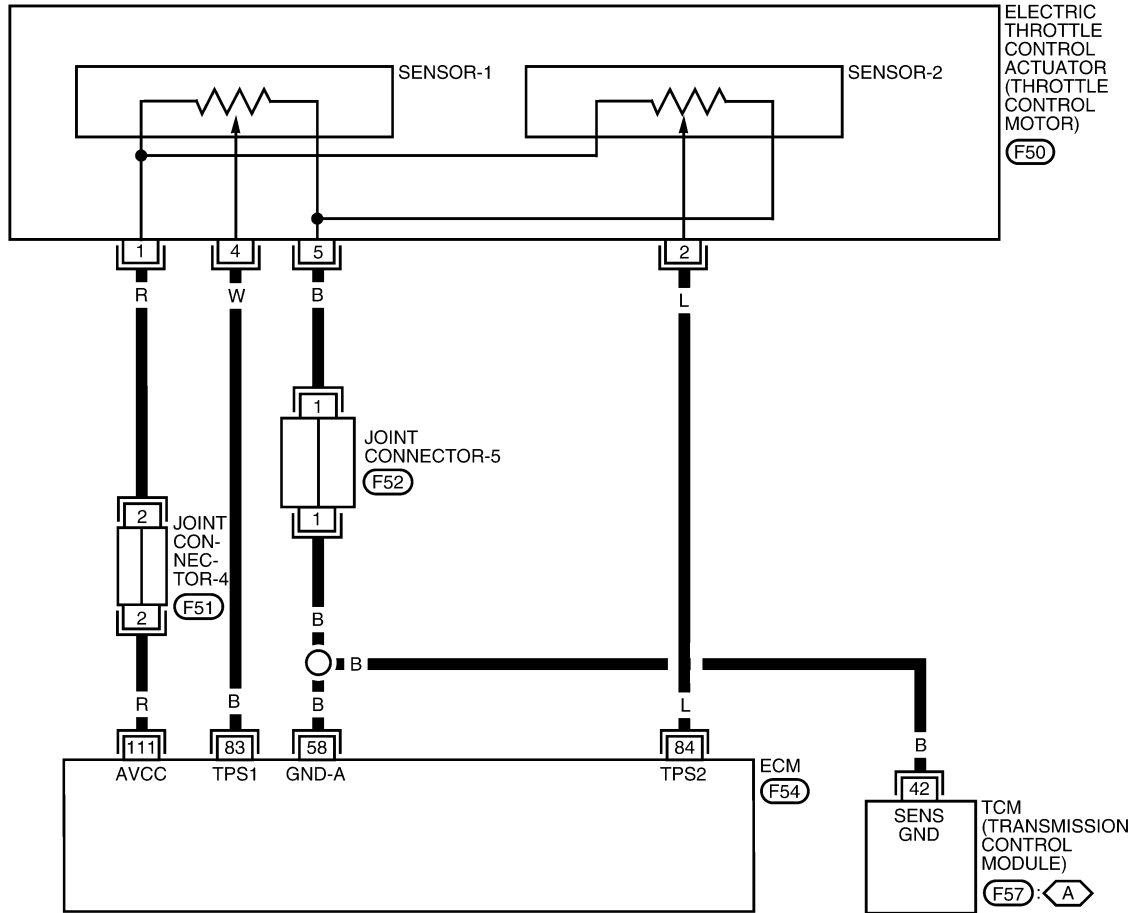 ELECTRIC
THROTTLE
CONTROL
ACTUATOR
(THROTTLE
CONTROL
MOTOR)
F50
SENSOR-1
SENSOR-2
1
4
5
2
R
W
B
L
1
JOINT
CONNECTOR-5
F52
1
2
JOINT
CON-
NEC-
TOR-4
F51
2
B
B
R
B
B
L
B
111
83
58
84
AVCC
TPS1
GND-A
TPS2
ECM
F54
42
SENS
GND
TCM
(TRANSMISSION
CONTROL
MODULE)
F57 : A